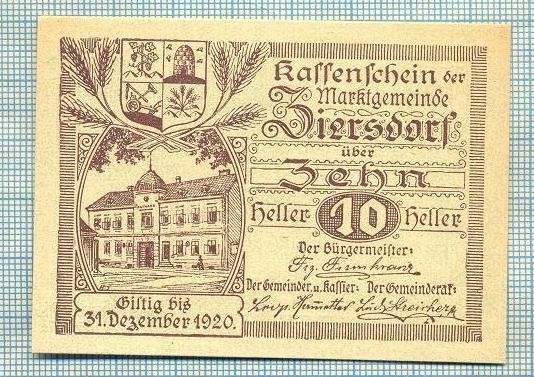 Kassenschein der
Marktgemeinde
Ziersdorf
über
Zehn
Heller 10 Heller
Der Bürgermeister:
Der Gemeinder. u. Kassier: Der Gemeinderat:
Giltig bis
31. Dezember 1920.